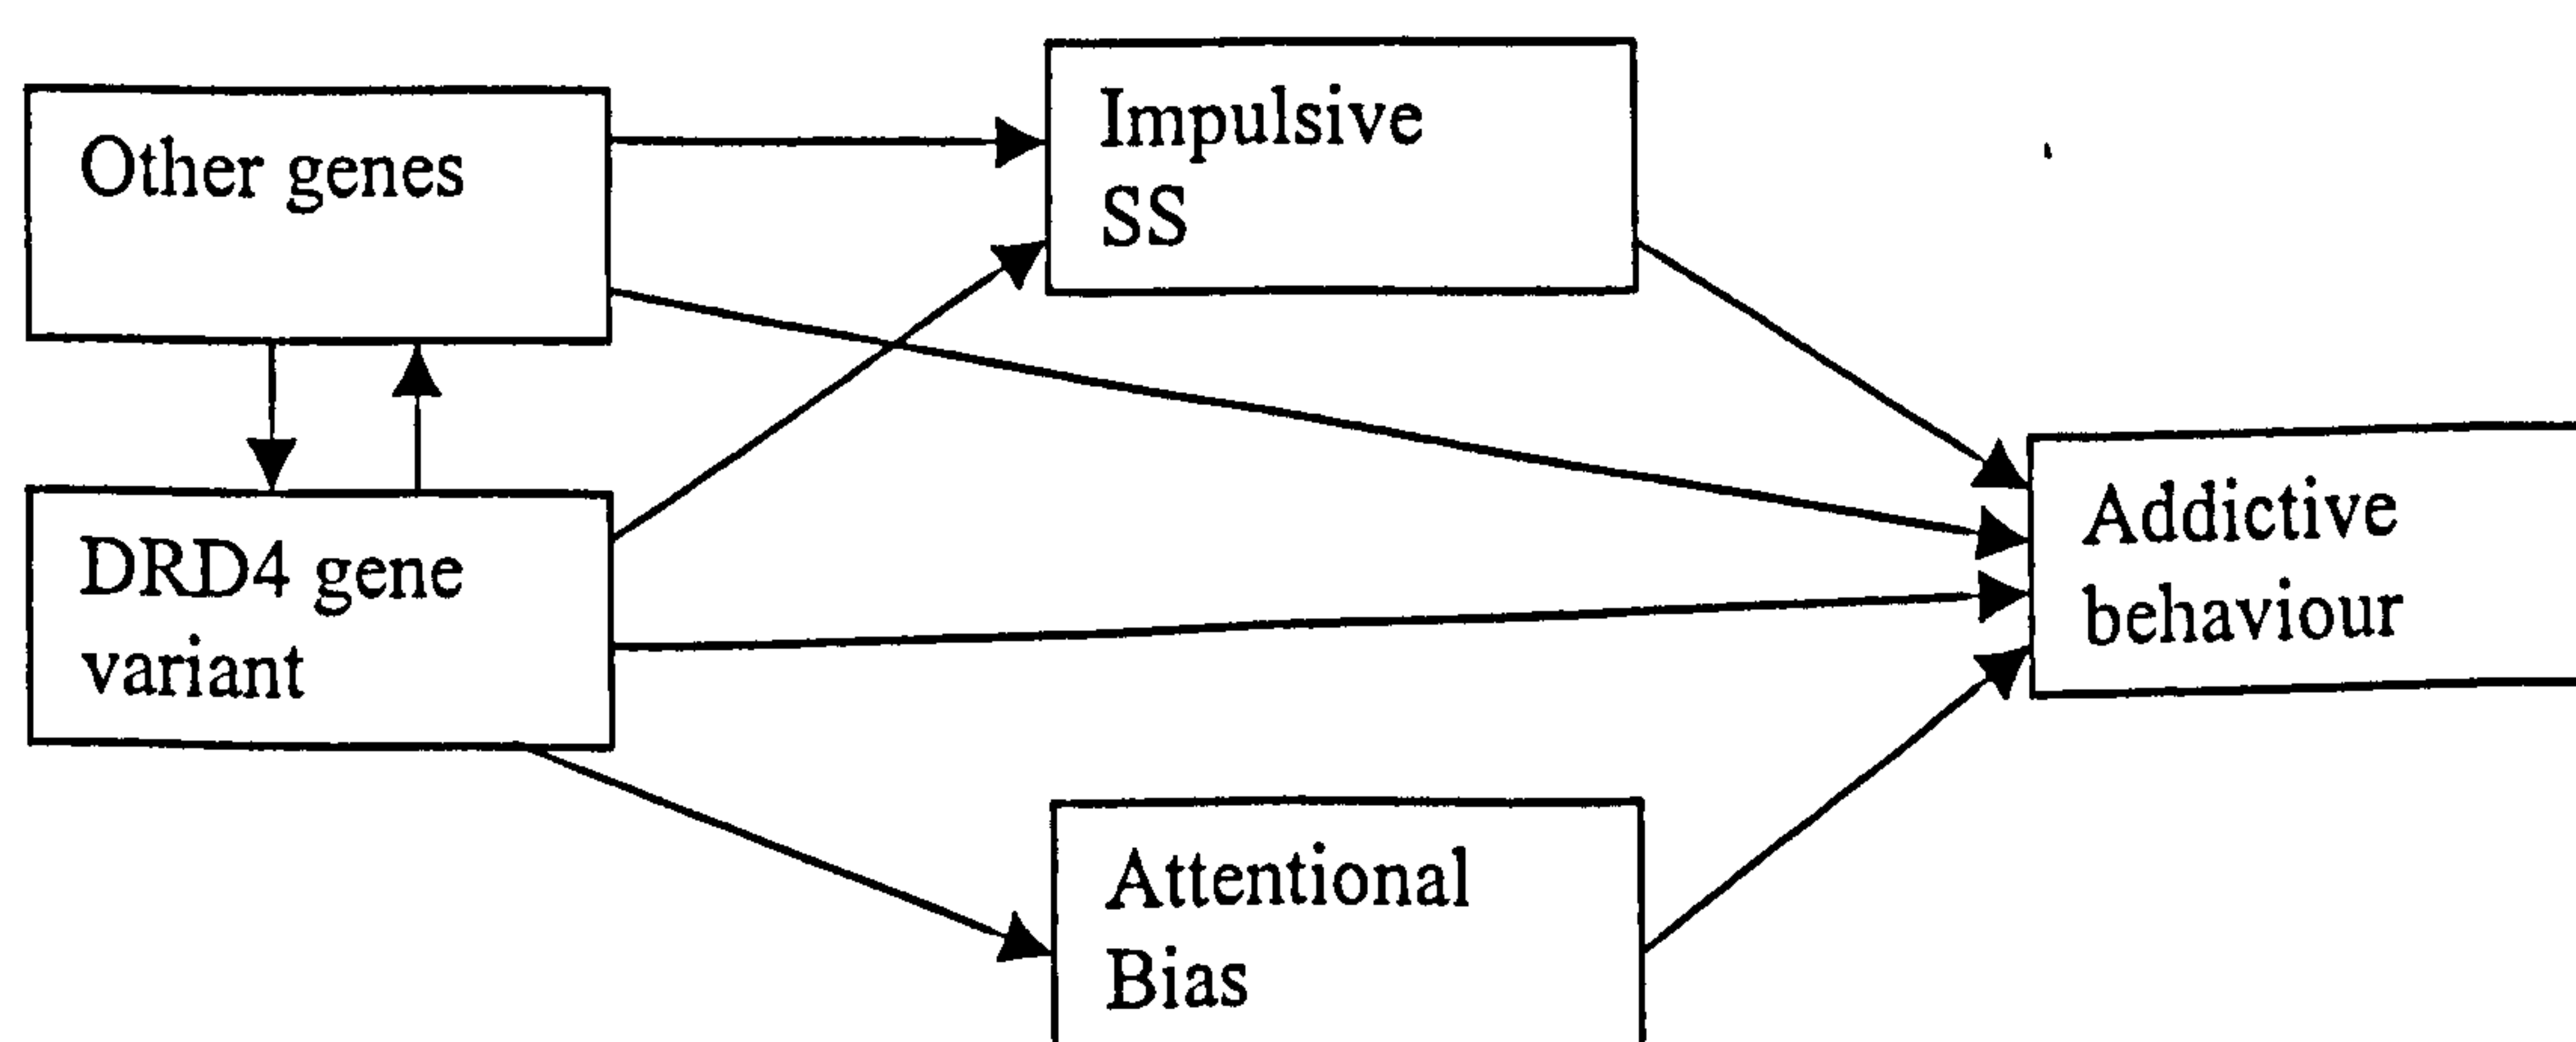 Other genes
Impulsive
SS
DRD4 gene
variant
Addictive
behaviour
Attentional
Bias